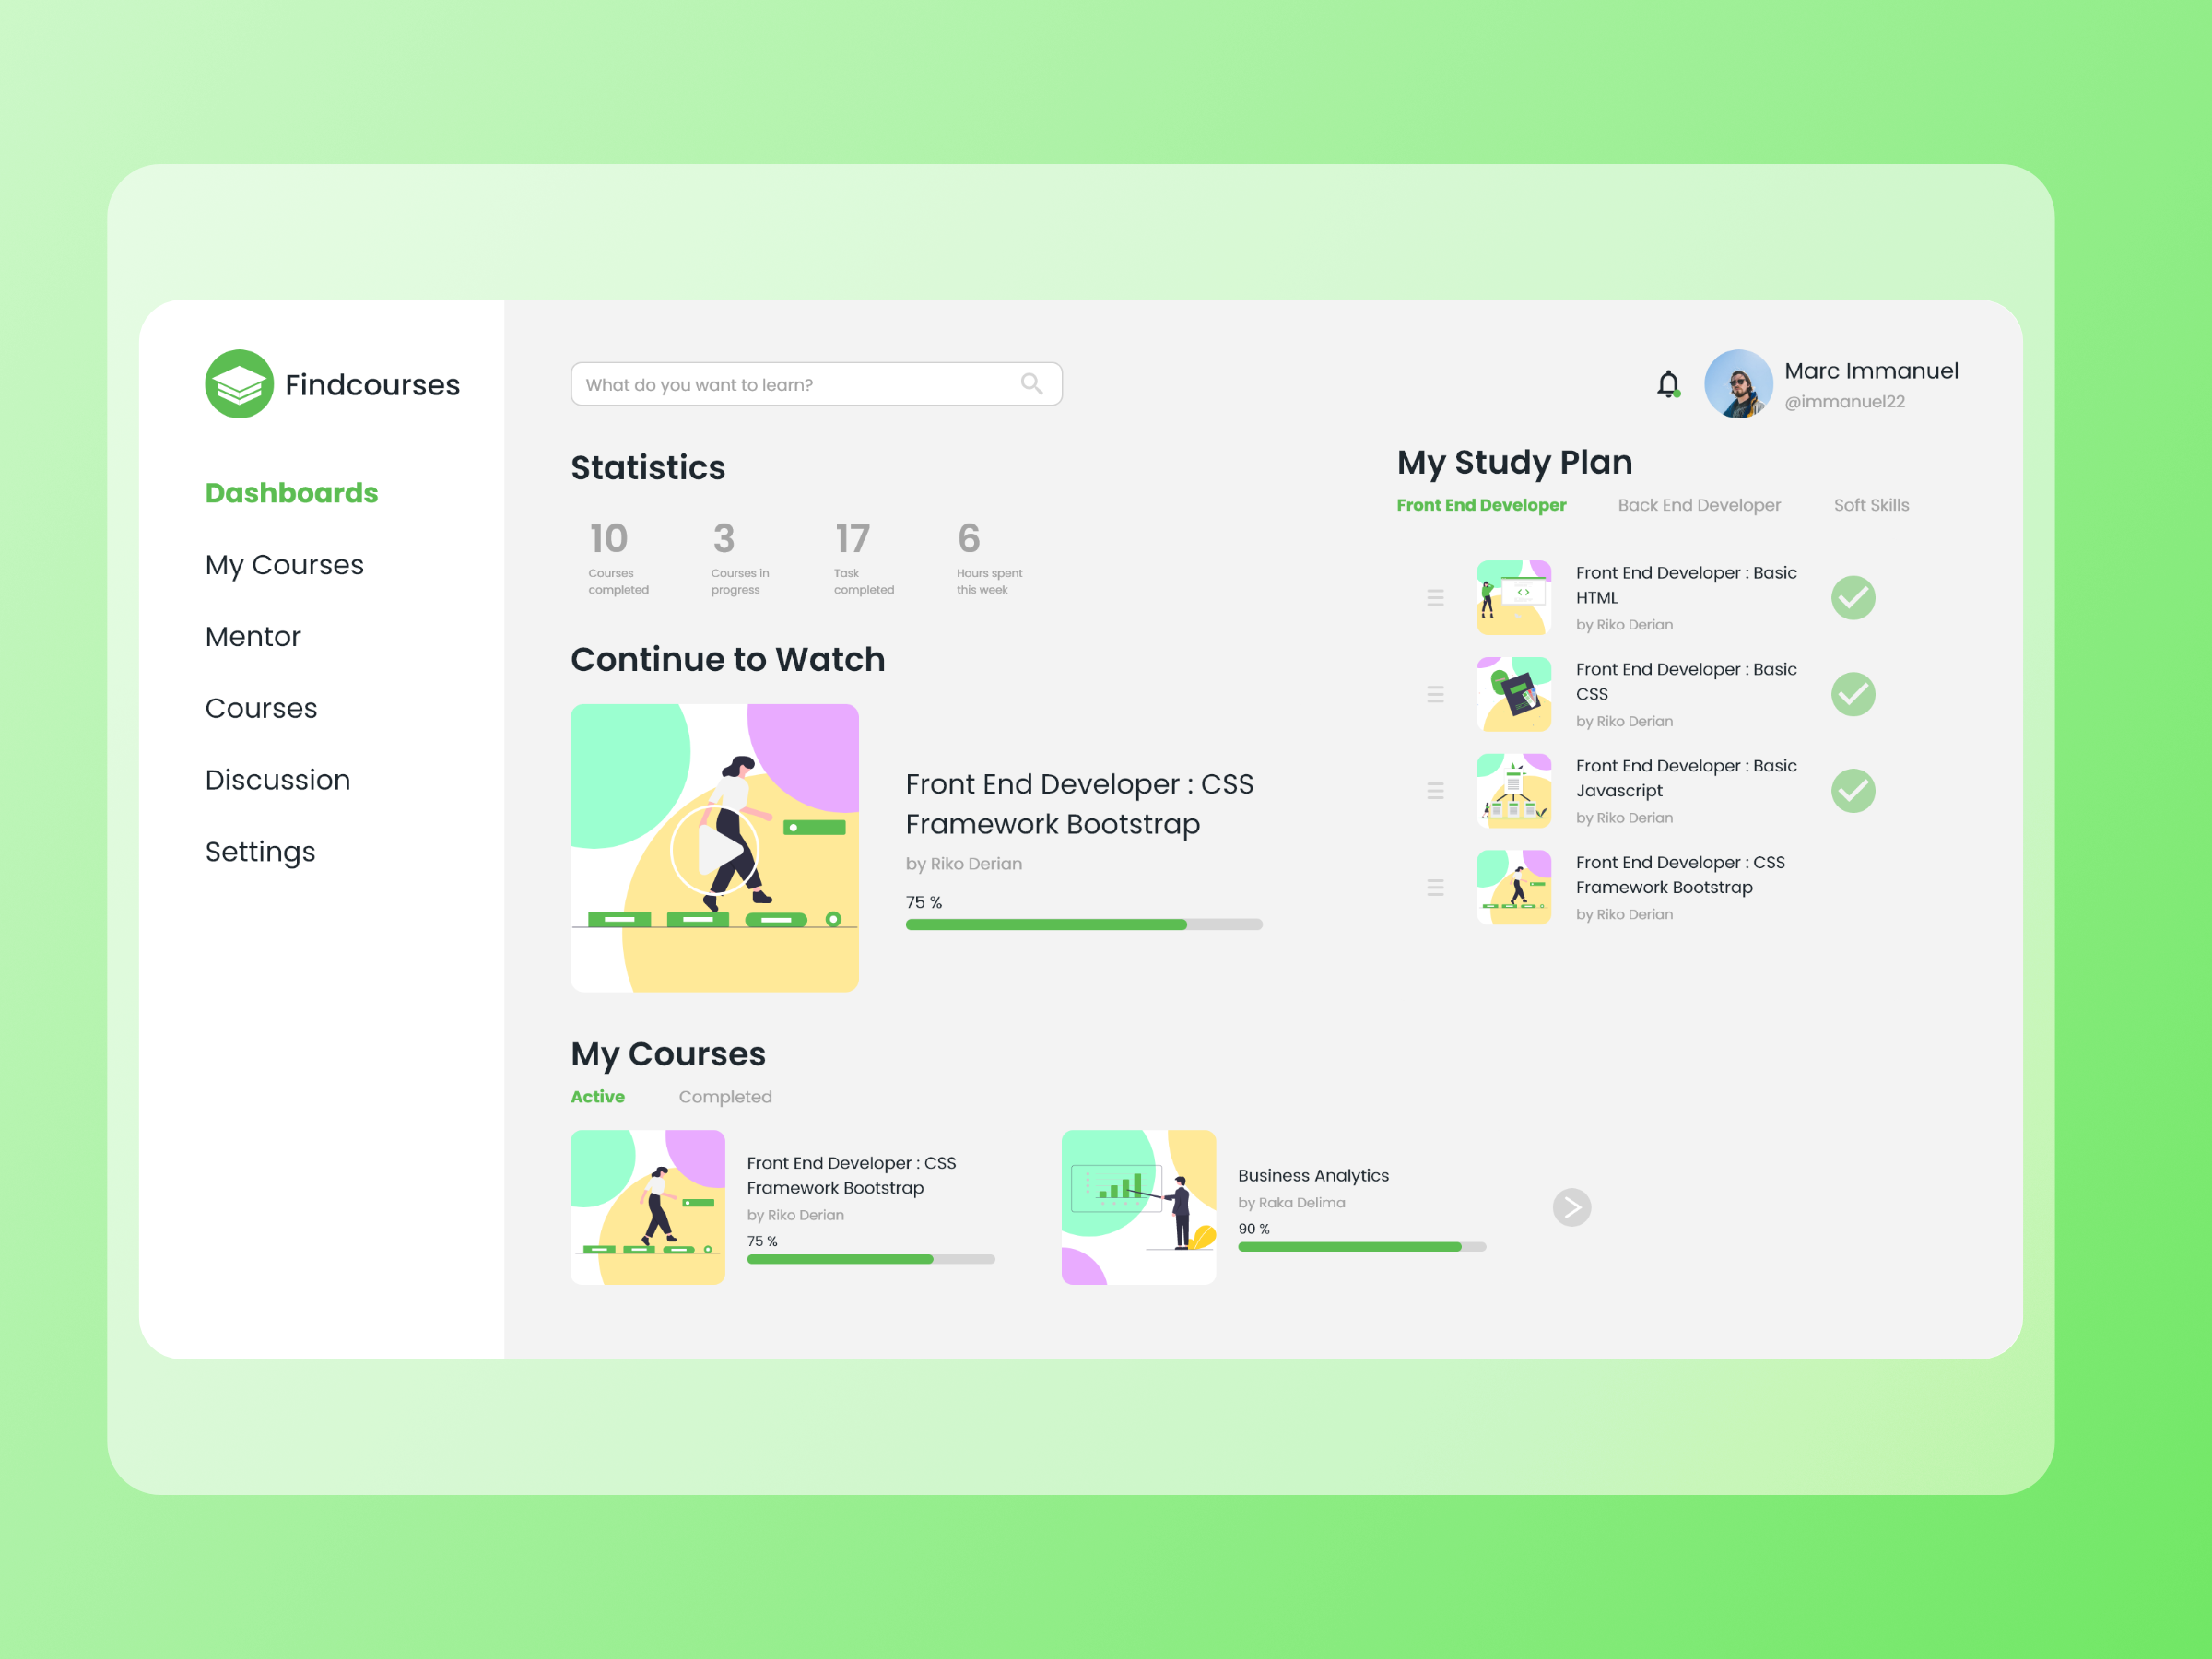 Findcourses
Dashboards
My Courses
Mentor
Courses
Discussion
Settings
What do you want to learn?
Marc Immanuel
@immanuel22
Statistics
10
Courses
completed
3
Courses in
progress
17
Task
completed
6
Hours spent
this week
Continue to Watch
Front End Developer : CSS
Framework Bootstrap
by Riko Derian
75 %
My Courses
Active
Completed
Front End Developer : CSS
Framework Bootstrap
by Riko Derian
75 %
Business Analytics
by Raka Delima
90 %
My Study Plan
Front End Developer
Back End Developer
Soft Skills
Front End Developer : Basic
HTML
by Riko Derian
Front End Developer : Basic
CSS
by Riko Derian
Front End Developer : Basic
Javascript
by Riko Derian
Front End Developer : CSS
Framework Bootstrap
by Riko Derian